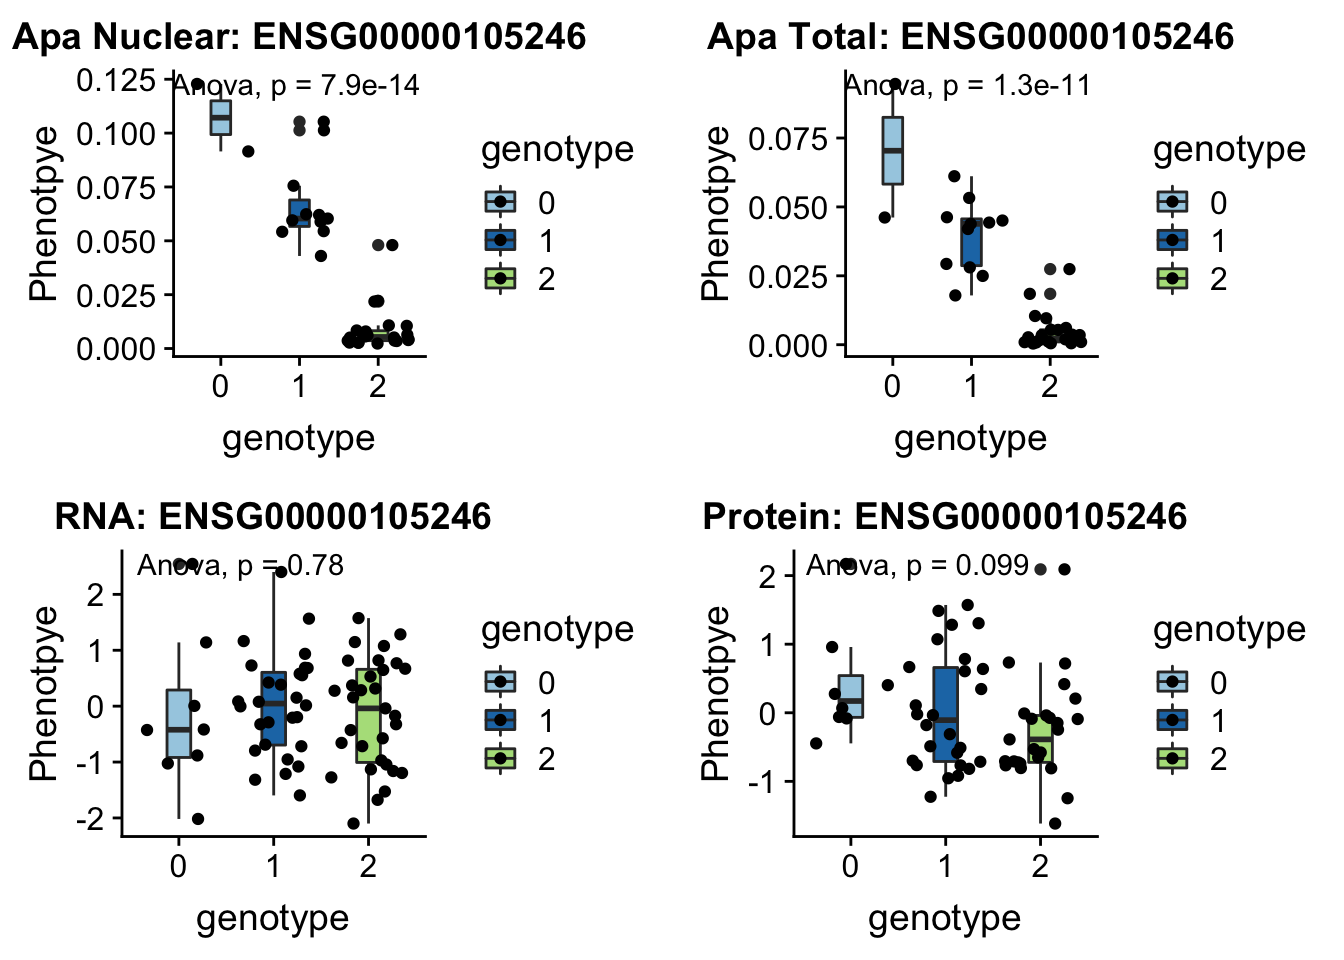 Apa Nuclear: ENSG00000105246
Anova, p = 7.9e-14
0.125
0.100
0.075
0.050
0.025
0.000
Phenotpye
0 1 2
genotype
genotype
0
1
2
Apa Total: ENSG00000105246
Anova, p = 1.3e-11
0.075
0.050
0.025
0.000
Phenotpye
0 1 2
genotype
genotype
0
1
2
RNA: ENSG00000105246
Anova, p = 0.78
2
1
0
-1
-2
Phenotpye
0 1 2
genotype
genotype
0
1
2
Protein: ENSG00000105246
Anova, p = 0.099
2
1
0
-1
Phenotpye
0 1 2
genotype
genotype
0
1
2